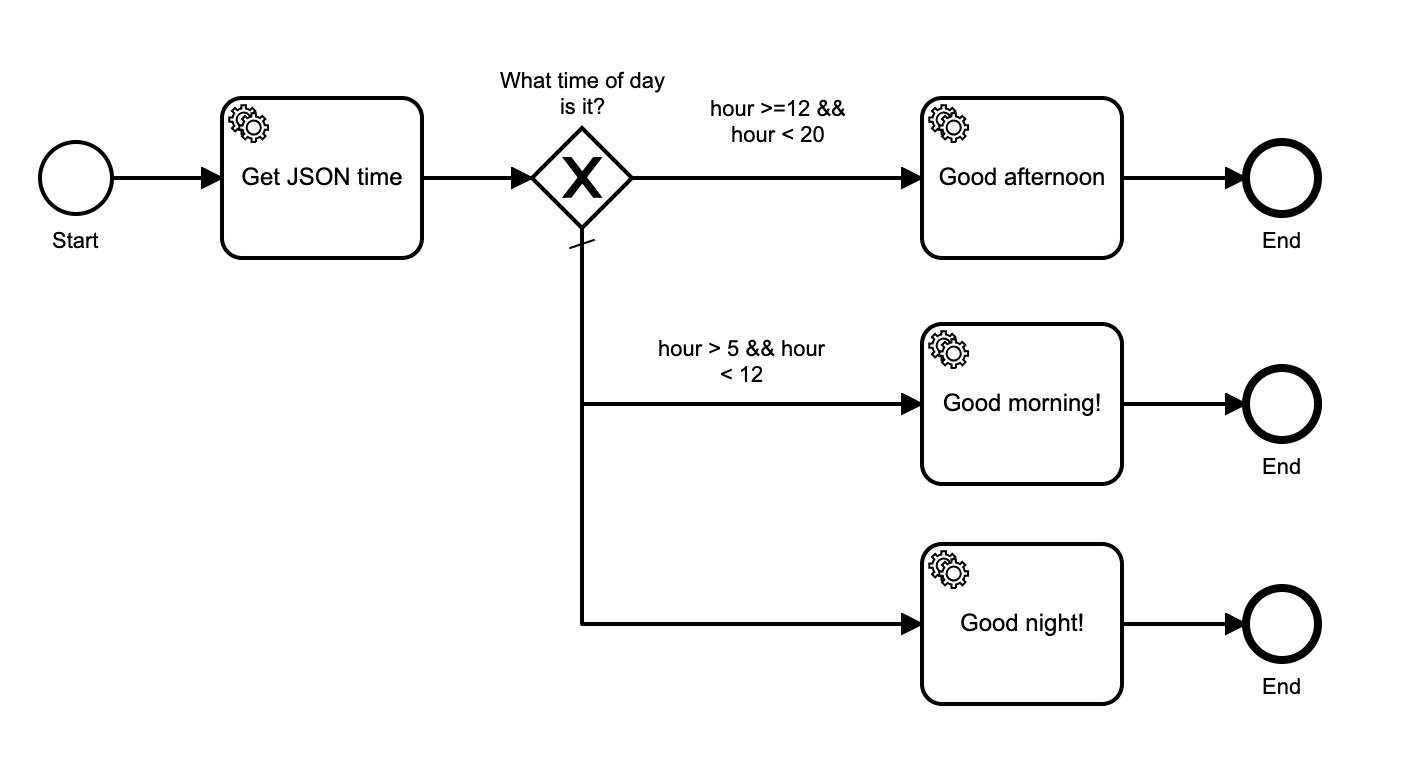 What time of day
is it?
hour >=12 &&
hour < 20
Get JSON time
X
Good afternoon
Start
End
hour > 5 && hour
< 12
Good morning!
End
Good night!
End